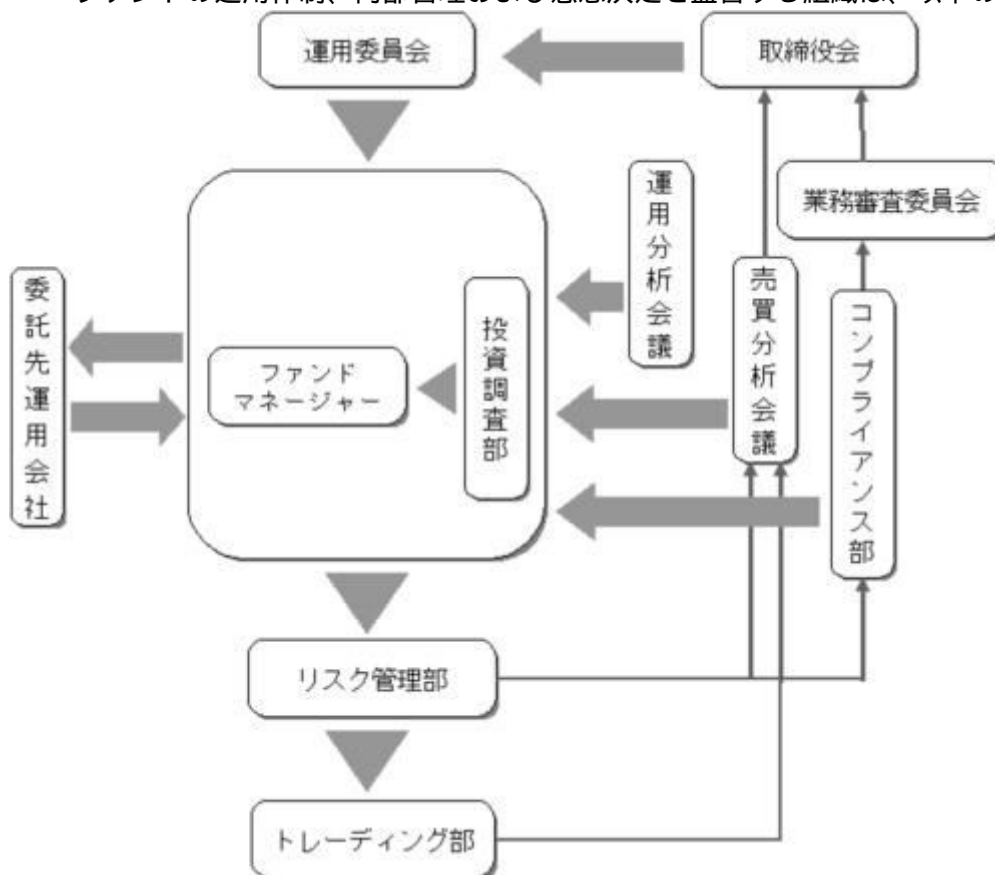 運用委員会
取締役会
運用分析会議
業務審査委員会
売買分析会議
委託先運用会社
投資調査部
コンプライアンス部
ファンド
マネージャー
リスク管理部
トレーディング部